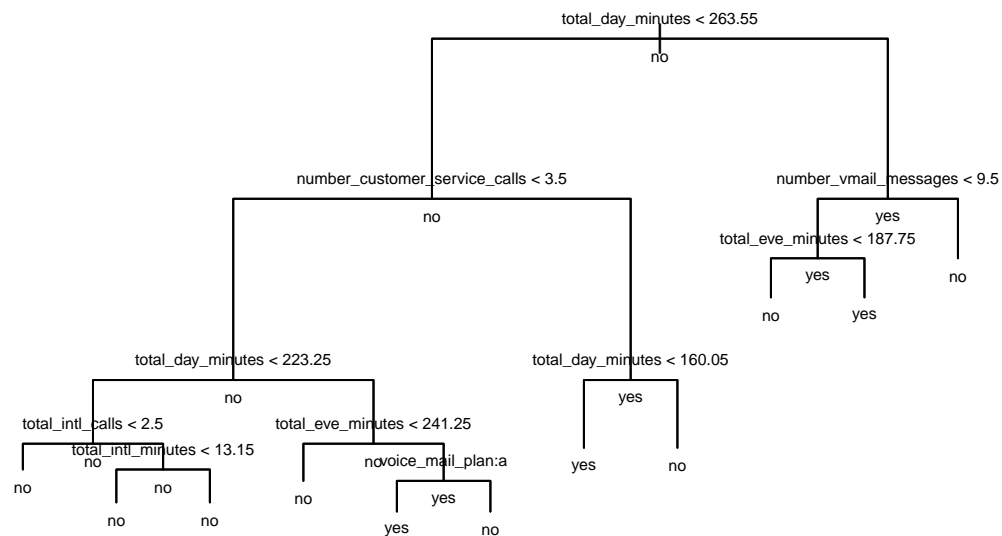 total_day_minutes < 263.55
no
number_customer_service_calls < 3.5
number_vmail_messages < 9.5
no
yes
total_eve_minutes < 187.75
yes
no
no
yes
total_day_minutes < 223.25
total_day_minutes < 160.05
no
yes
total_intl_calls < 2.5
total_eve_minutes < 241.25
total_intl_minutes < 13.15
no
no
voice_mail_plan:a
yes
no
no
no
no
yes
no
no
no
yes
no